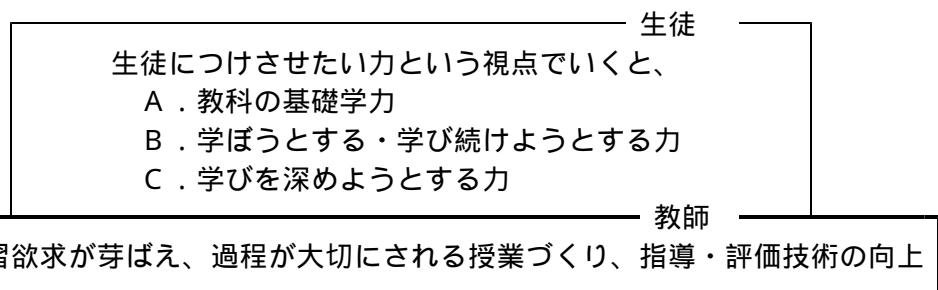 生徒
生徒につけさせたい力という視点でいくと、
A．教科の基礎学力
B．学ぼうとする・学び続けようとする力
C．学びを深めようとする力
教師
習欲求が芽ばえ、過程が大切にされる授業づくり、指導・評価技術の向上